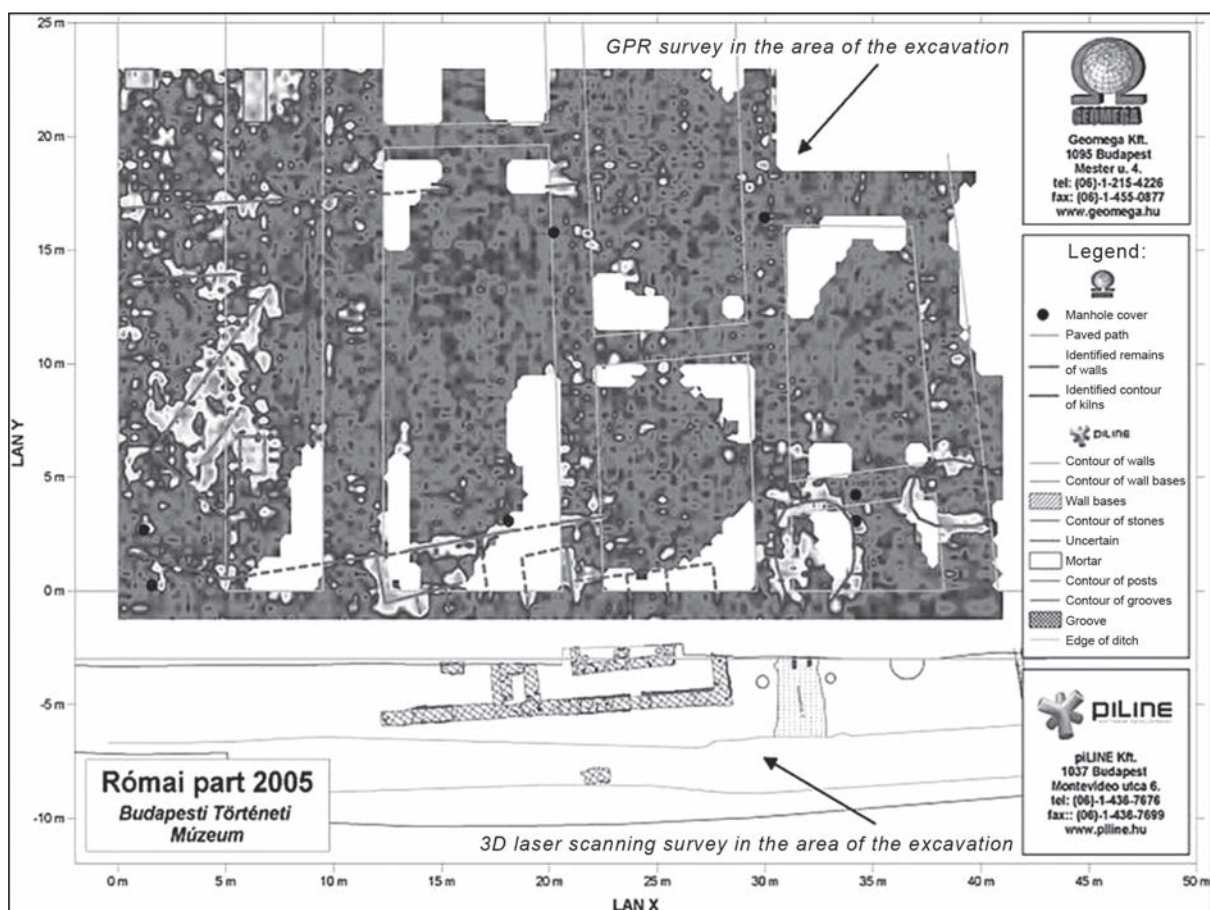 25 m
20 m
15 m
10 m
5 m
0 m
-5 m
-10 m
LAN Y
GPR survey in the area of the excavation
GEOMEGA
Geomega Kft.
1095 Budapest
Mester u. 4.
tel: (06)-1-215-4226
fax: (06)-1-455-0877
www.geomega.hu
Legend:
Manhole cover
Paved path
Identified remains
of walls
Identified contour
of kilns
PiLINE
Contour of walls
Contour of wall bases
Wall bases
Contour of stones
Uncertain
Mortar
Contour of posts
Contour of grooves
Groove
Edge of ditch
PiLINE
piLINE Kft.
1037 Budapest
Montevideo utca 6.
tel: (06)-1-436-7676
fax:: (06)-1-436-7699
www.piline.hu
Római part 2005
Budapesti Történeti
Múzeum
3D laser scanning survey in the area of the excavation
0 m
5 m
10 m
15 m
20 m
25 m
30 m
35 m
40 m
45 m
50 m
LAN X